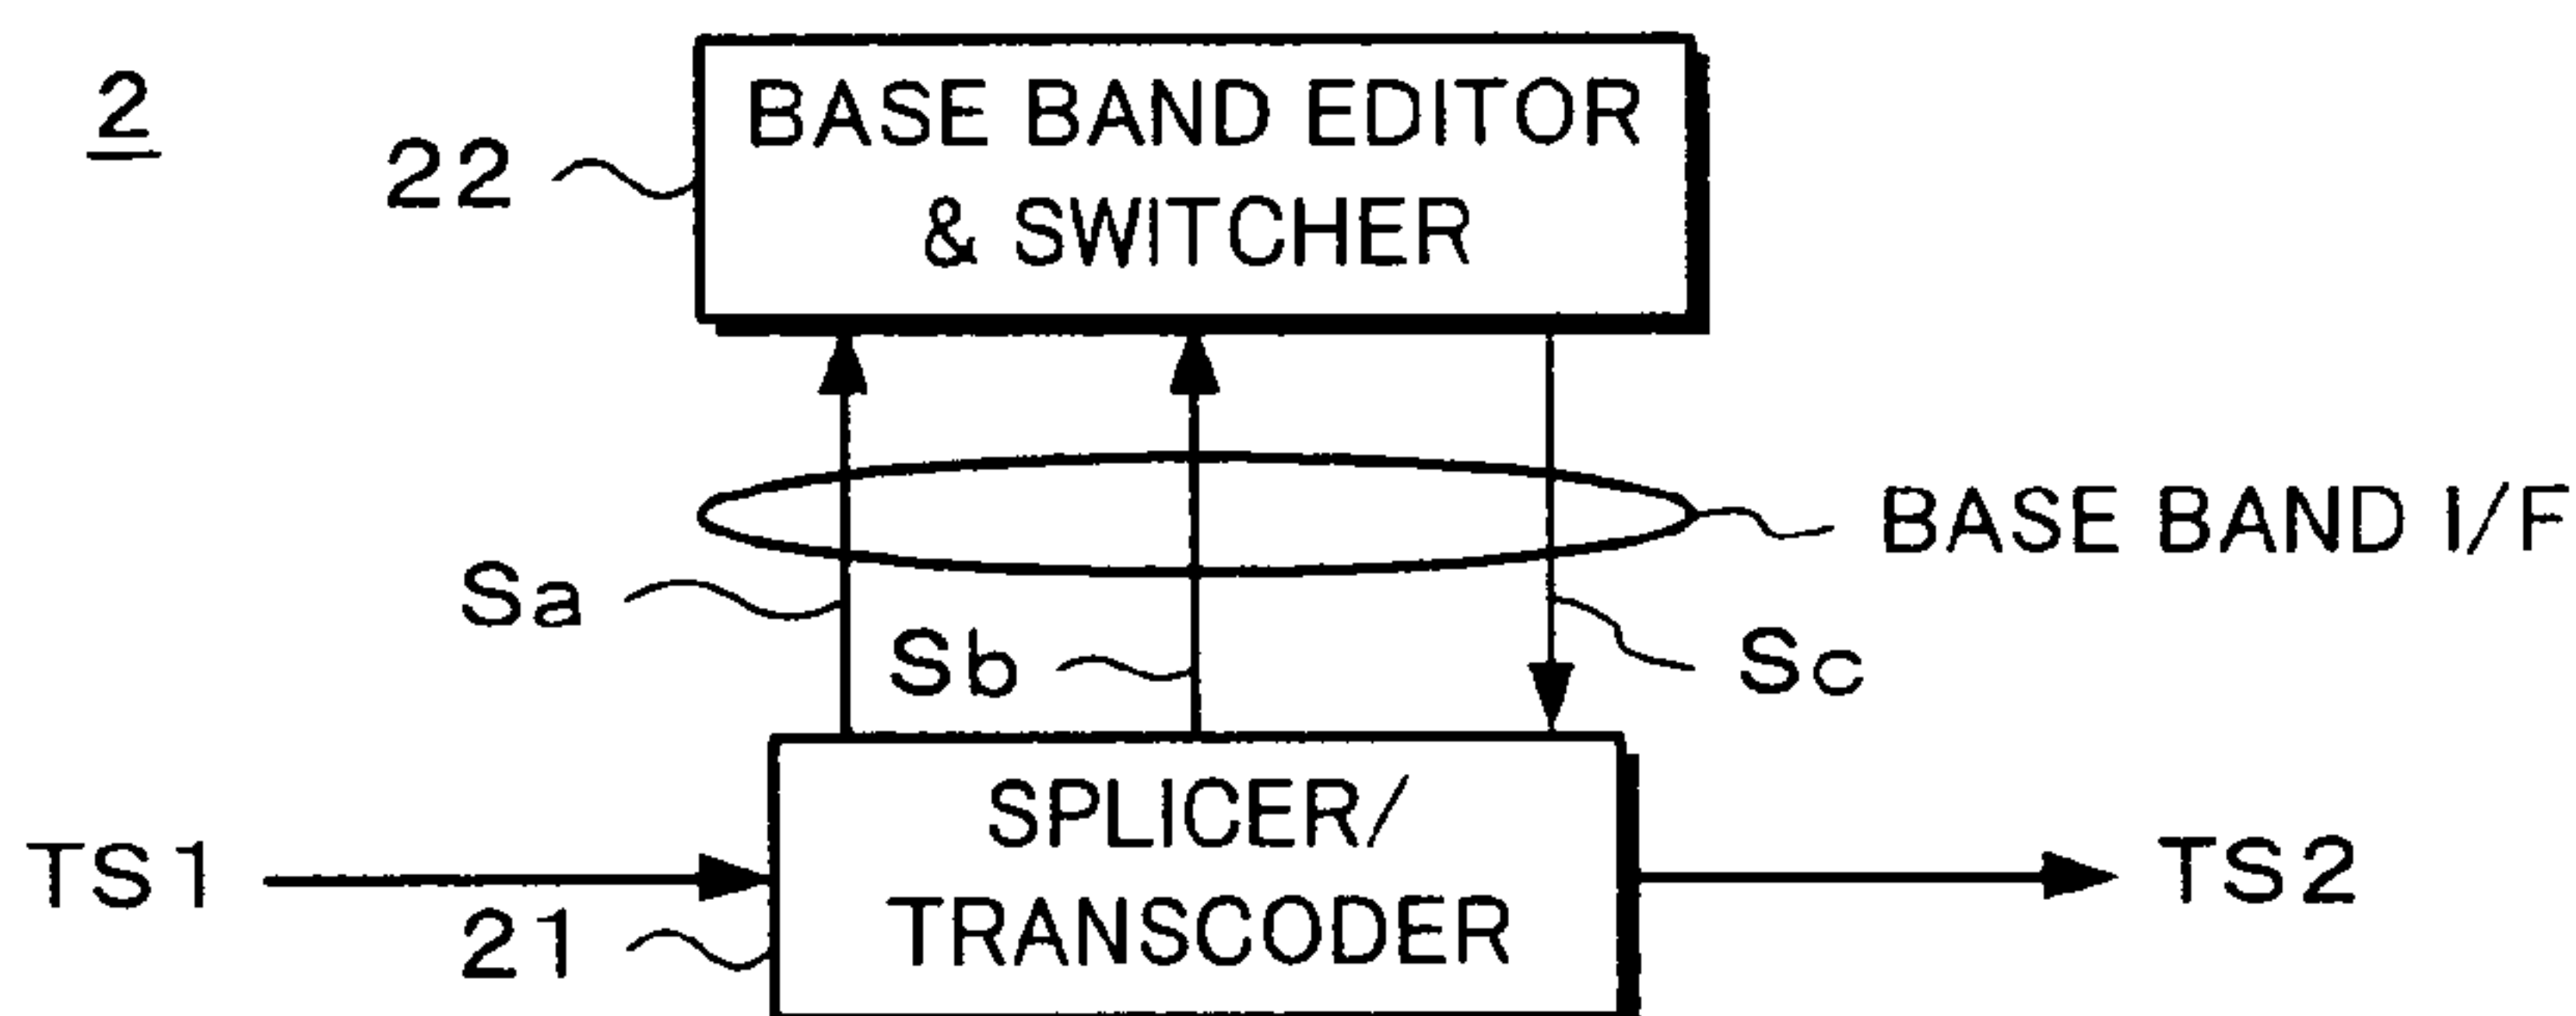 2
22
BASE BAND EDITOR
& SWITCHER
BASE BAND I/F
Sa
Sb
Sc
TS1
21
SPLICER/
TRANSCODER
TS2